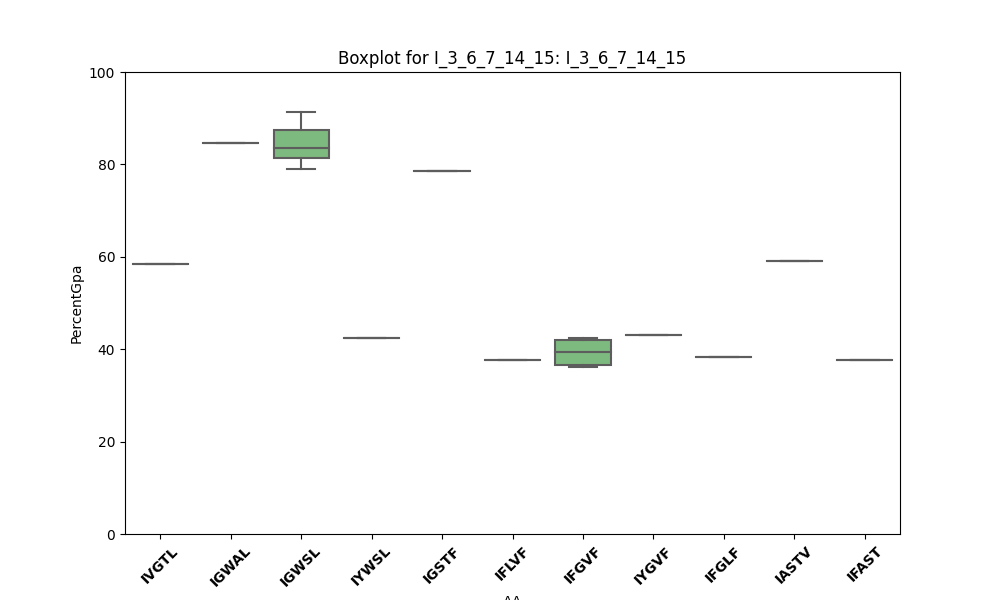 Boxplot for I_3_6_7_14_15: I_3_6_7_14_15
100
80
60
40
20
0
PercentGpa
IVGTL
IGWAL
IGWSL
IYWSL
IGSTF
IFLVF
IFGVF
IYGVF
IFGLF
IASTV
IFAST
AA